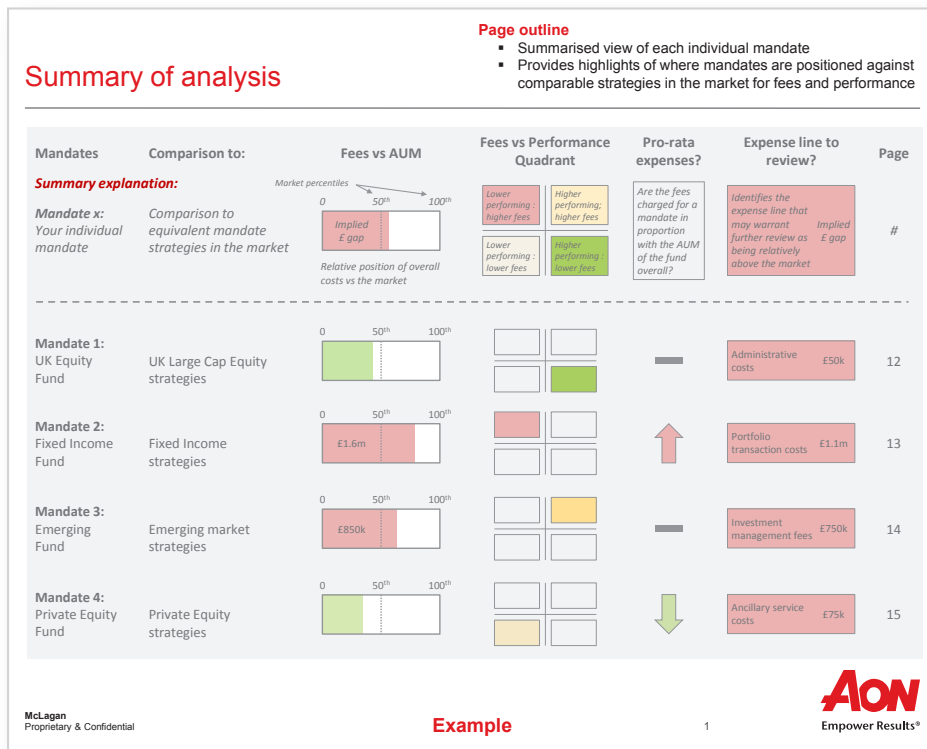 Page outline
▪ Summarised view of each individual mandate
▪ Provides highlights of where mandates are positioned against
comparable strategies in the market for fees and performance
Summary of analysis
Mandates
Comparison to:
Fees vs AUM
Fees vs Performance
Quadrant
Pro-rata
expenses?
Expense line to
review?
Page
Summary explanation:
Market percentiles
Mandate x:
Your individual
mandate
Comparison to
equivalent mandate
strategies in the market
0 50th 100th
Implied
£ gap
Relative position of overall
costs vs the market
Lower
performing :
higher fees
Higher
performing;
higher fees
Lower
performing :
lower fees
Higher
performing
: lower fees
Are the fees
charged for a
mandate in
proportion
with the AUM
of the fund
overall?
Identifies the
expense line that
may warrant
further review as
being relatively
above the market
Implied
£ gap
#
Mandate 1:
UK Equity
Fund
UK Large Cap Equity
strategies
0 50th 100th
Administrative
costs
£50k
12
Mandate 2:
Fixed Income
Fund
Fixed Income
strategies
0 50th 100th
£1.6m
Portfolio
transaction costs
£1.1m
13
Mandate 3:
Emerging
Fund
Emerging market
strategies
0 50th 100th
£850k
Investment
management fees
£750k
14
Mandate 4:
Private Equity
Fund
Private Equity
strategies
0 50th 100th
Ancillary service
costs
£75k
15
McLagan
Proprietary & Confidential
Example
1
AON
Empower Results®